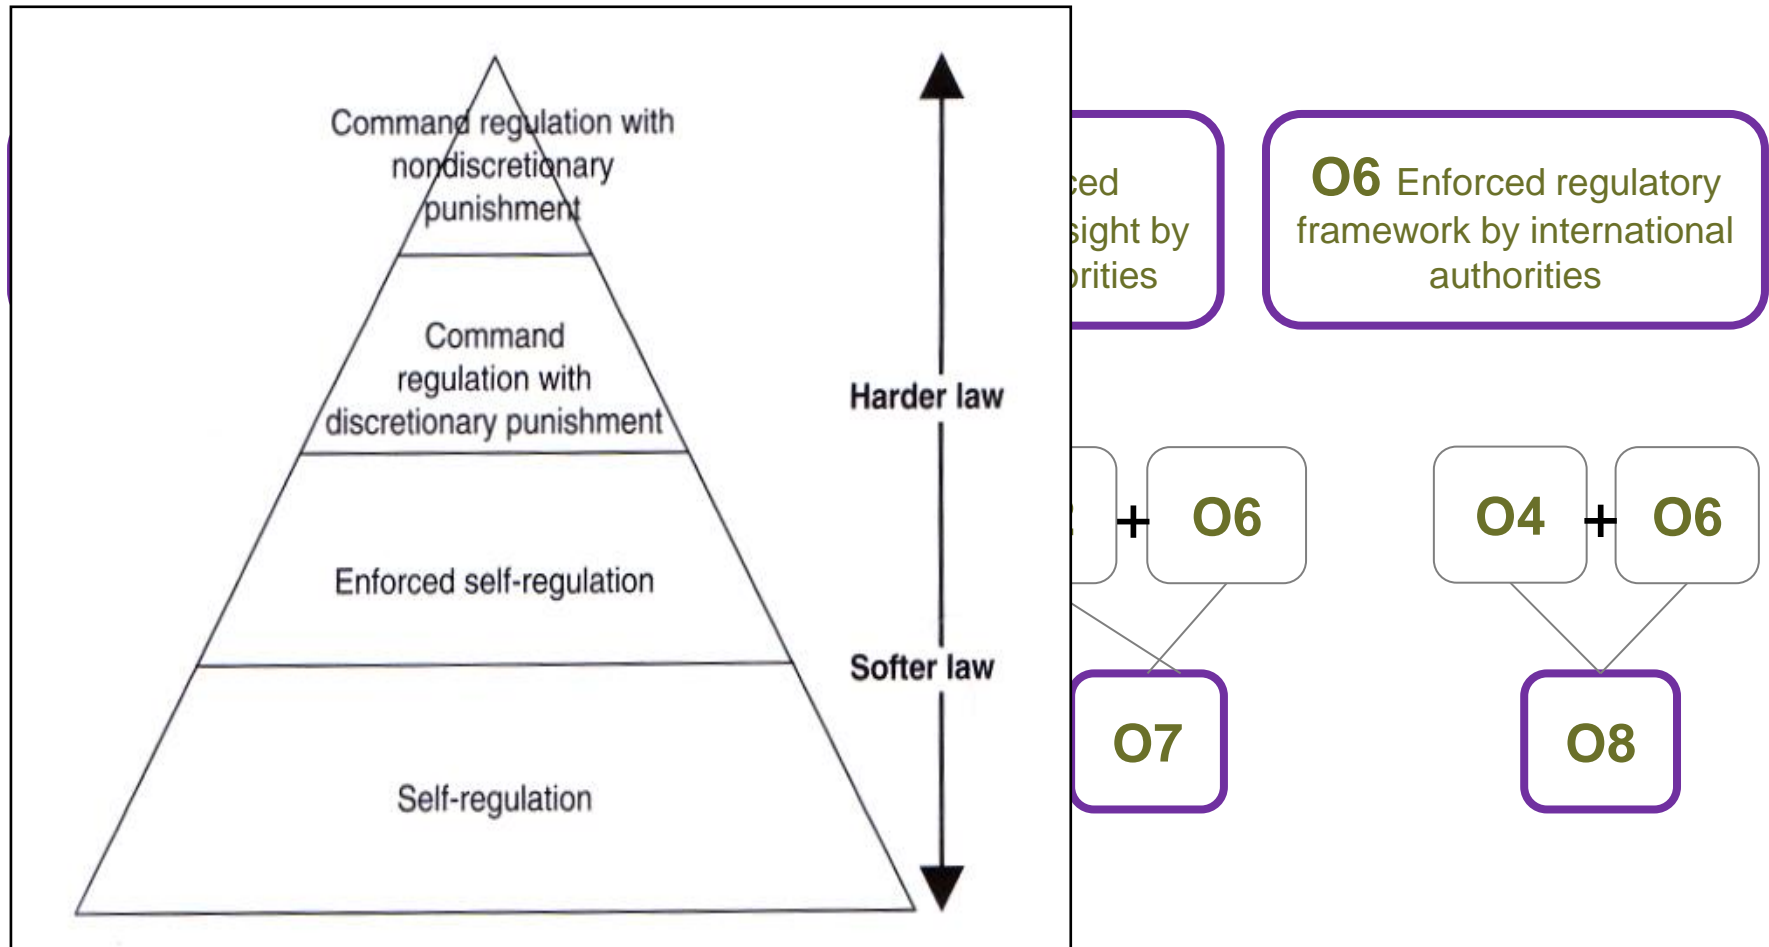 Command regulation with
nondiscretionary
punishment
Command
regulation with
discretionary punishment
Enforced self-regulation
Self-regulation
Harder law
Softer law
by
O6 Enforced regulatory
framework by international
authorities
+ O6
O4 + O6
O7
O8